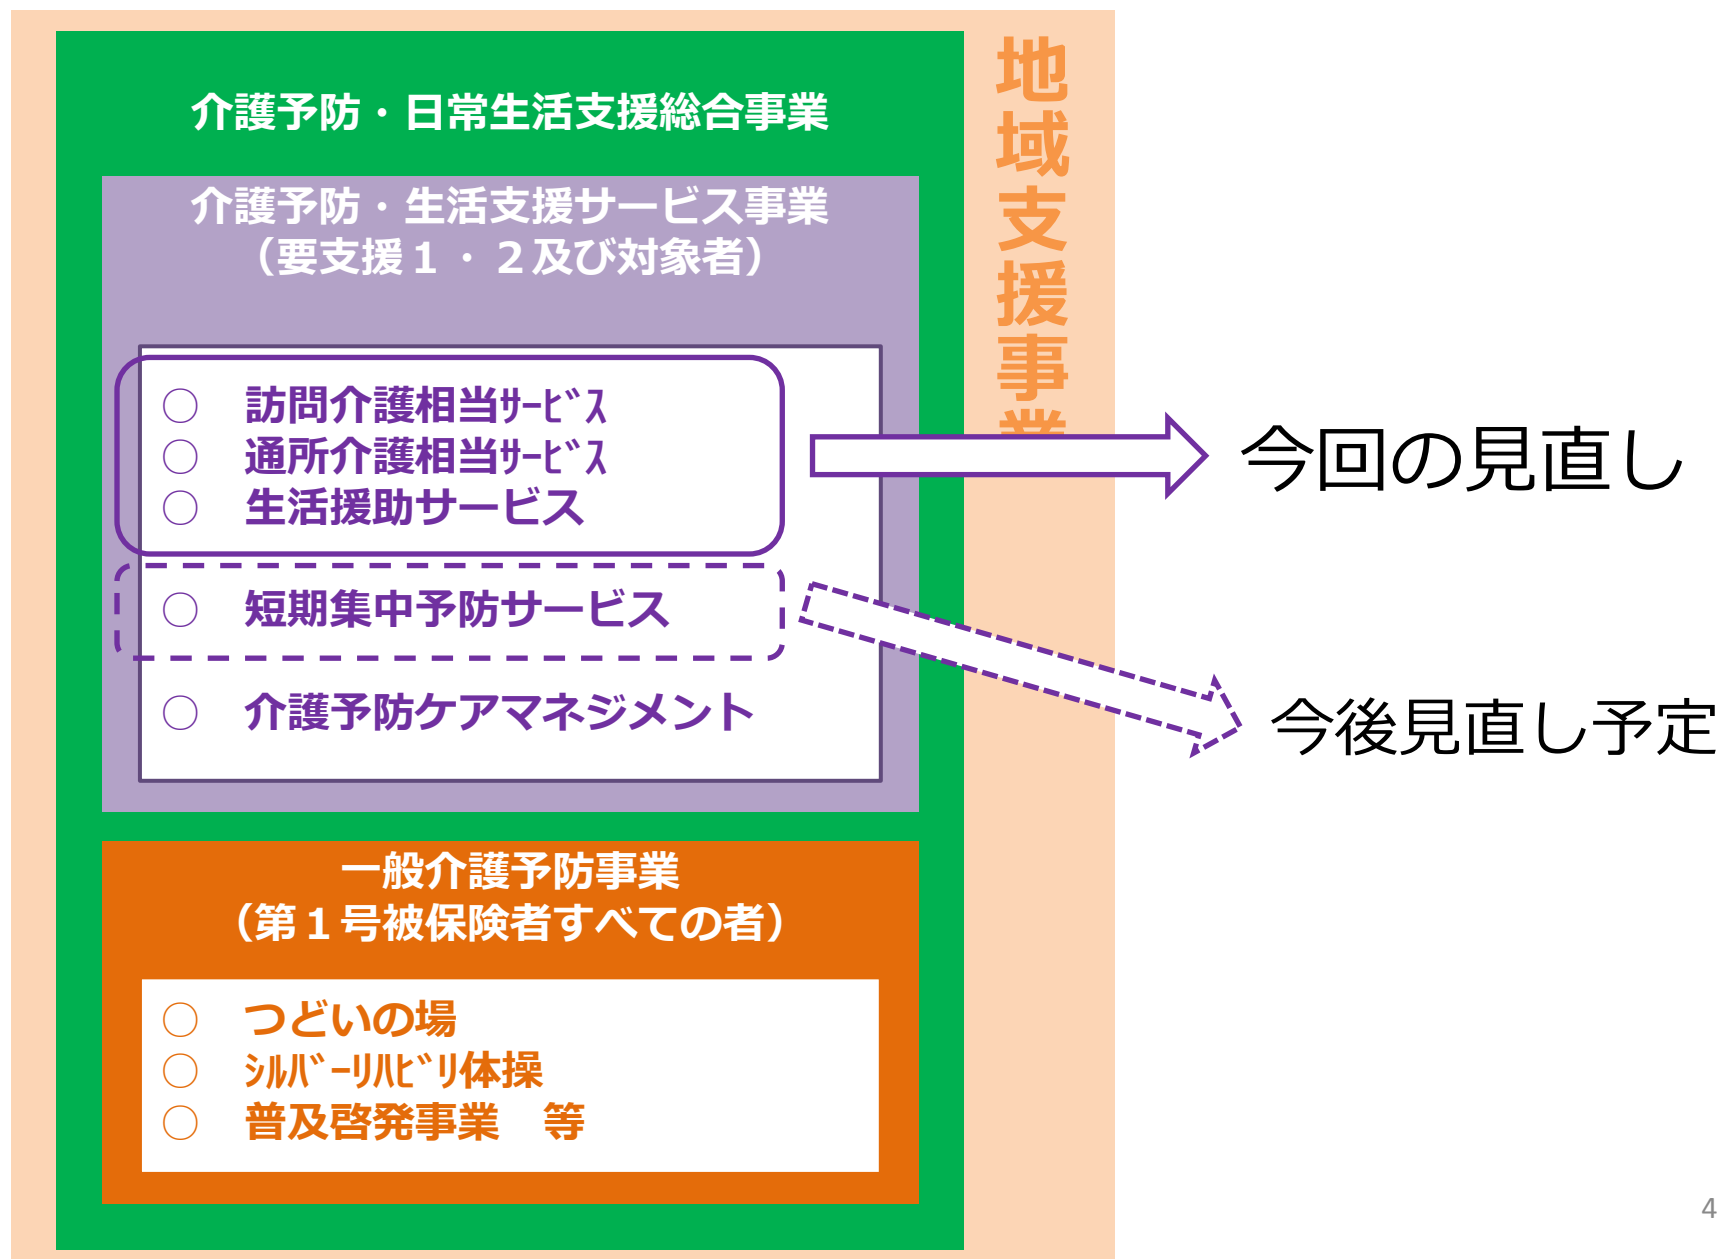 地域支援事業
介護予防・日常生活支援総合事業
介護予防・生活支援サービス事業
（要支援１・２及び対象者）
○　訪問介護相当ｻｰﾋﾞｽ
○　通所介護相当ｻｰﾋﾞｽ
○　生活援助サービス
○　短期集中予防サービス
○　介護予防ケアマネジメント
今回の見直し
今後見直し予定
一般介護予防事業
（第１号被保険者すべての者）
○　つどいの場
○　ｼﾙﾊﾞｰﾘﾊﾋﾞﾘ体操
○　普及啓発事業　等
4